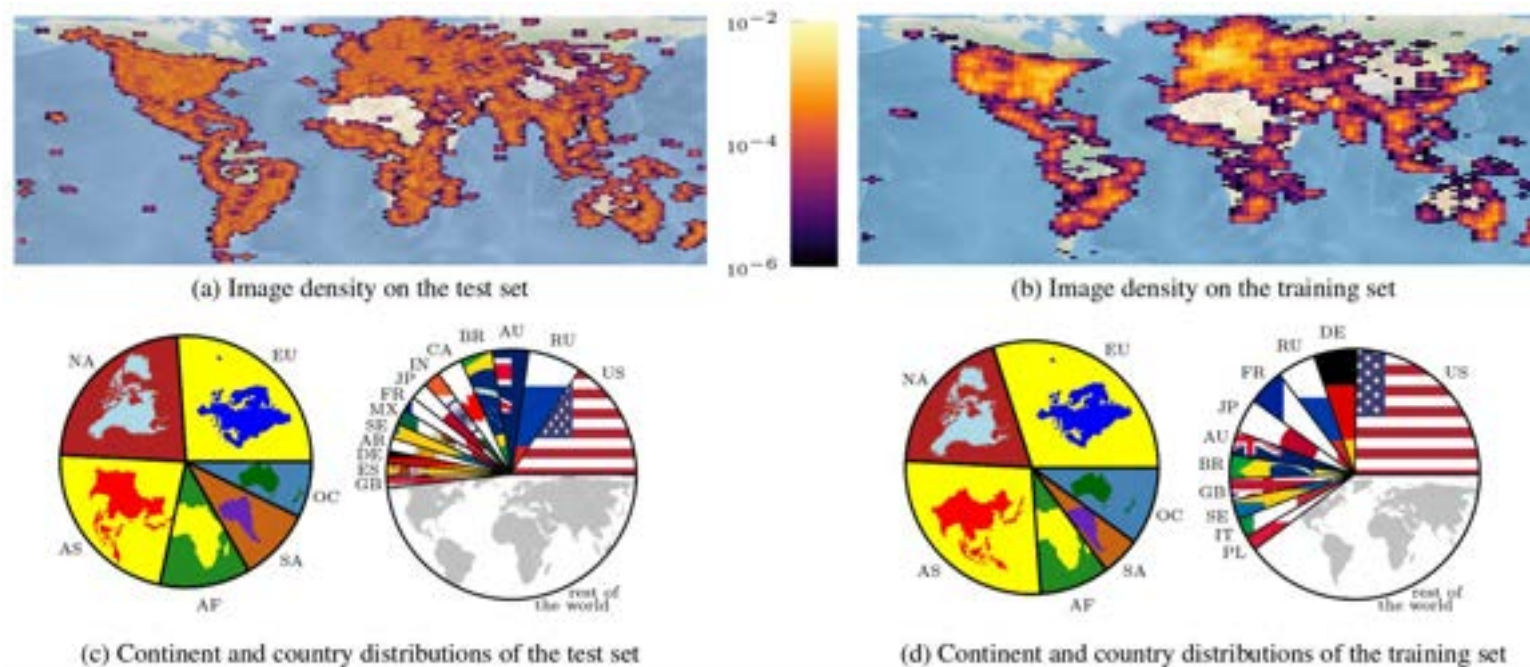 10−2
10−4
10−6
(a) Image density on the test set
(b) Image density on the training set
NA
EU
AS
AF
SA
OC
GB
ES
DE
AR
SE
MX
FR
JP
IN
CA
BR
AU
RU
US
rest of
the world
NA
EU
AS
AF
SA
OC
PL
IT
SE
GB
BR
AU
JP
FR
RU
DE
US
rest of
the world
(c) Continent and country distributions of the test set
(d) Continent and country distributions of the training set